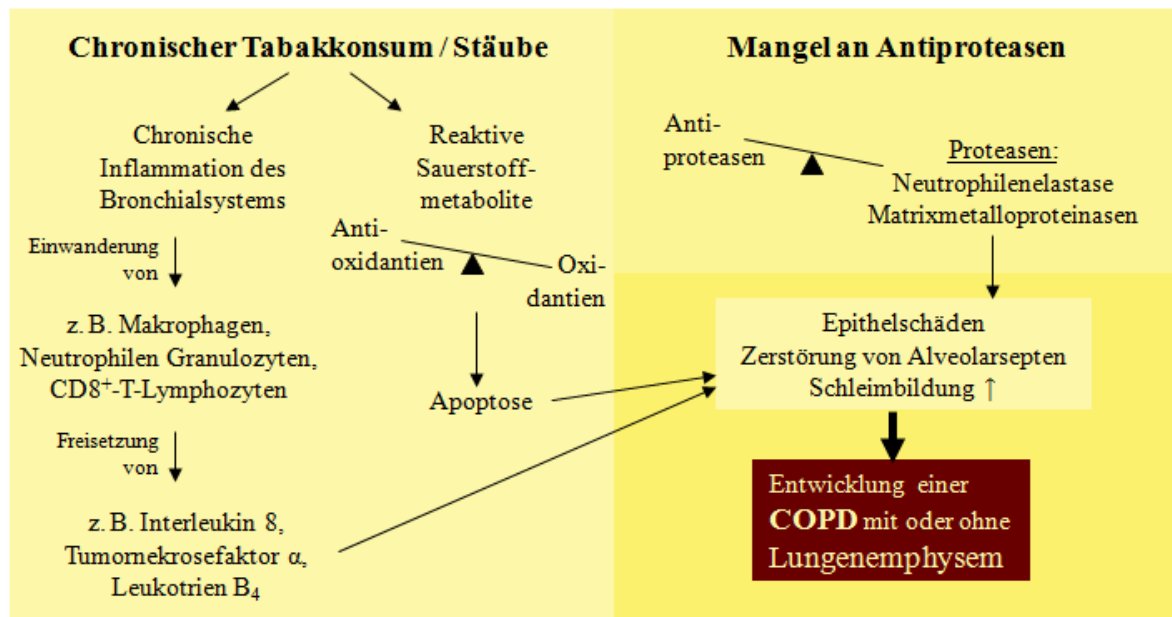 Chronischer Tabakkonsum / Stäube
Chronische
Inflammation des
Bronchialsystems
Reaktive
Sauerstoff-
metabolite
Einwanderung
von
Anti-
oxidantien
Oxi-
dantien
z. B. Makrophagen,
Neutrophilen Granulozyten,
CD8⁺-T-Lymphozyten
Apoptose
Freisetzung
von
z. B. Interleukin 8,
Tumornekrosefaktor α,
Leukotrien B₄
Mangel an Antiproteasen
Anti-
proteasen
Proteasen:
Neutrophilenelastase
Matrixmetalloproteinasen
Epithelschäden
Zerstörung von Alveolarsepten
Schleimbildung ↑
Entwicklung einer
COPD mit oder ohne
Lungenemphysem